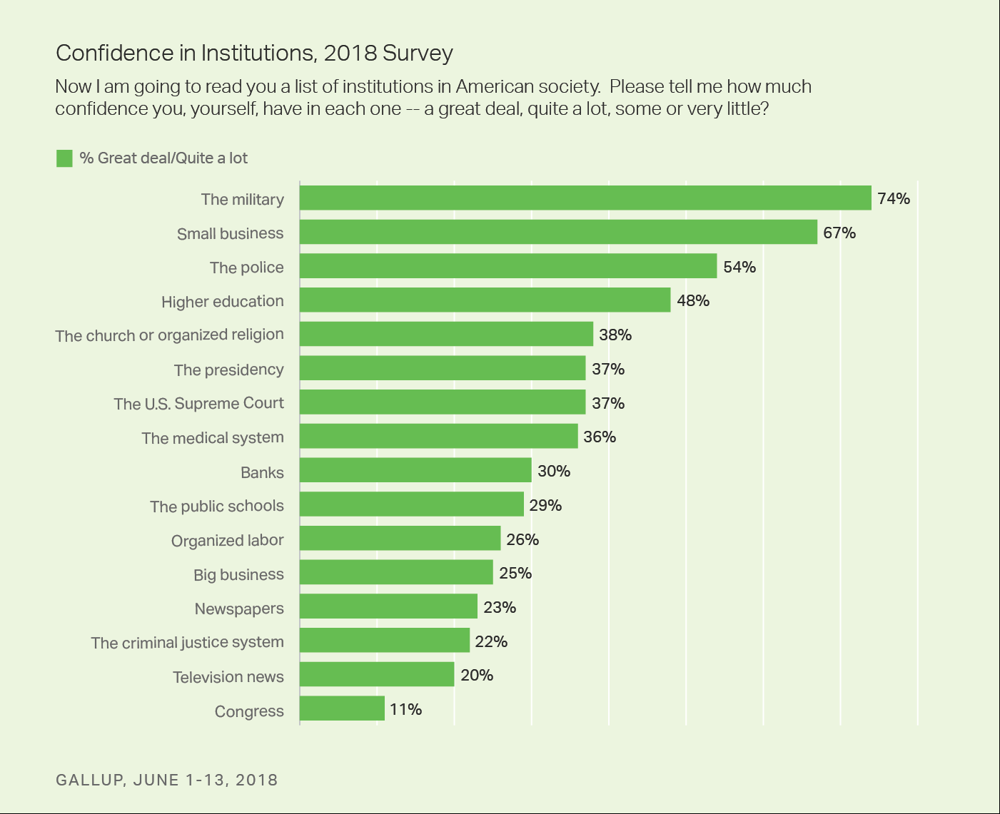 Confidence in Institutions, 2018 Survey
Now I am going to read you a list of institutions in American society.  Please tell me how much
confidence you, yourself, have in each one -- a great deal, quite a lot, some or very little?
% Great deal/Quite a lot
The military 74%
Small business 67%
The police 54%
Higher education 48%
The church or organized religion 38%
The presidency 37%
The U.S. Supreme Court 37%
The medical system 36%
Banks 30%
The public schools 29%
Organized labor 26%
Big business 25%
Newspapers 23%
The criminal justice system 22%
Television news 20%
Congress 11%
GALLUP, JUNE 1-13, 2018